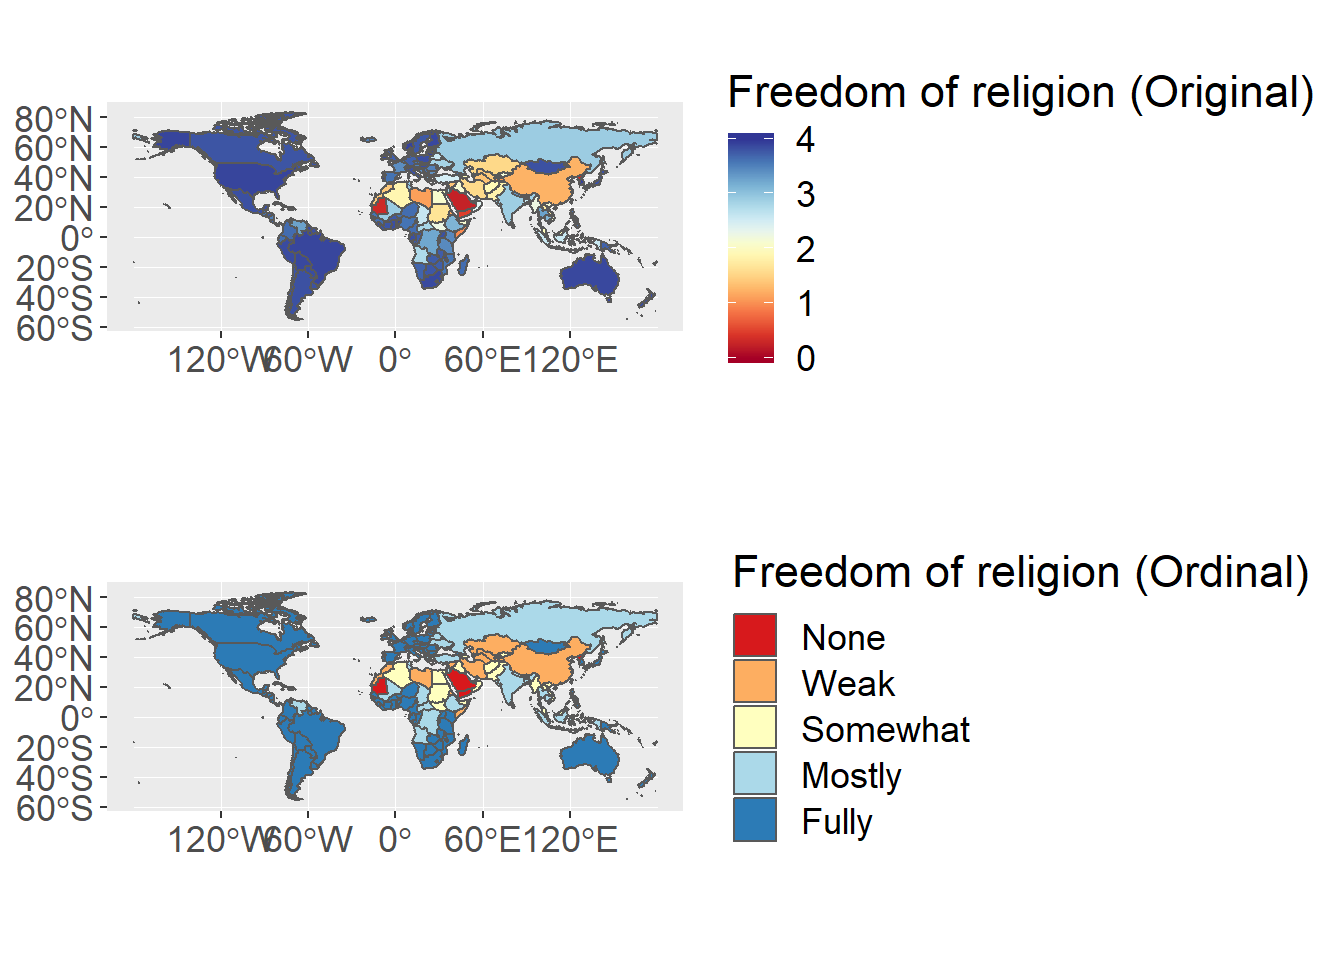 Freedom of religion (Original)
80°N
60°N
40°N
20°N
0°
20°S
40°S
60°S
120°W 60°W 0° 60°E 120°E
4
3
2
1
0
Freedom of religion (Ordinal)
80°N
60°N
40°N
20°N
0°
20°S
40°S
60°S
120°W 60°W 0° 60°E 120°E
None
Weak
Somewhat
Mostly
Fully